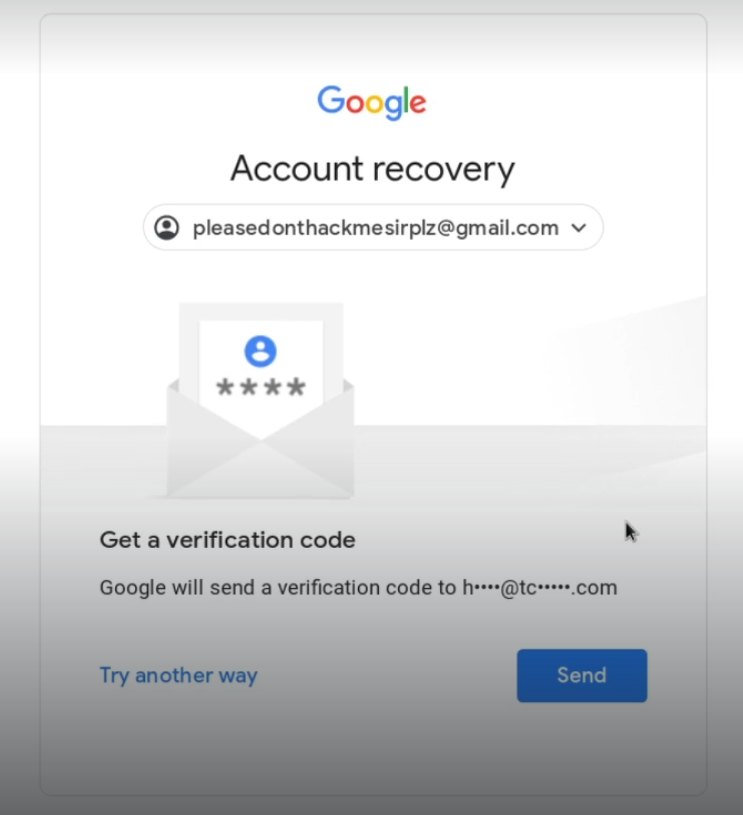 Google
Account recovery
pleasedonthackmesirplz@gmail.com
****
Get a verification code
Google will send a verification code to h••••@tc•••••.com
Try another way
Send